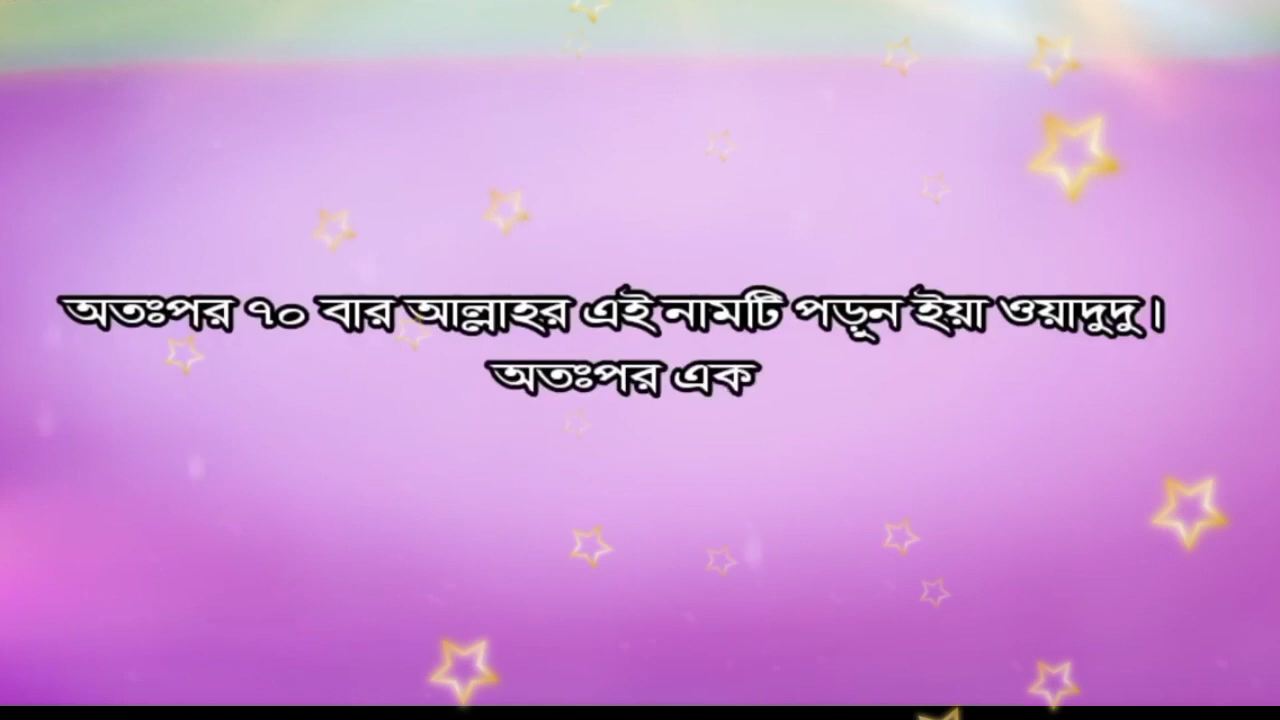 অতঃপর ৭০ বার আল্লাহর এই নামটি পড়ূন ইয়া ওয়াদুদু।
অতঃপর এক